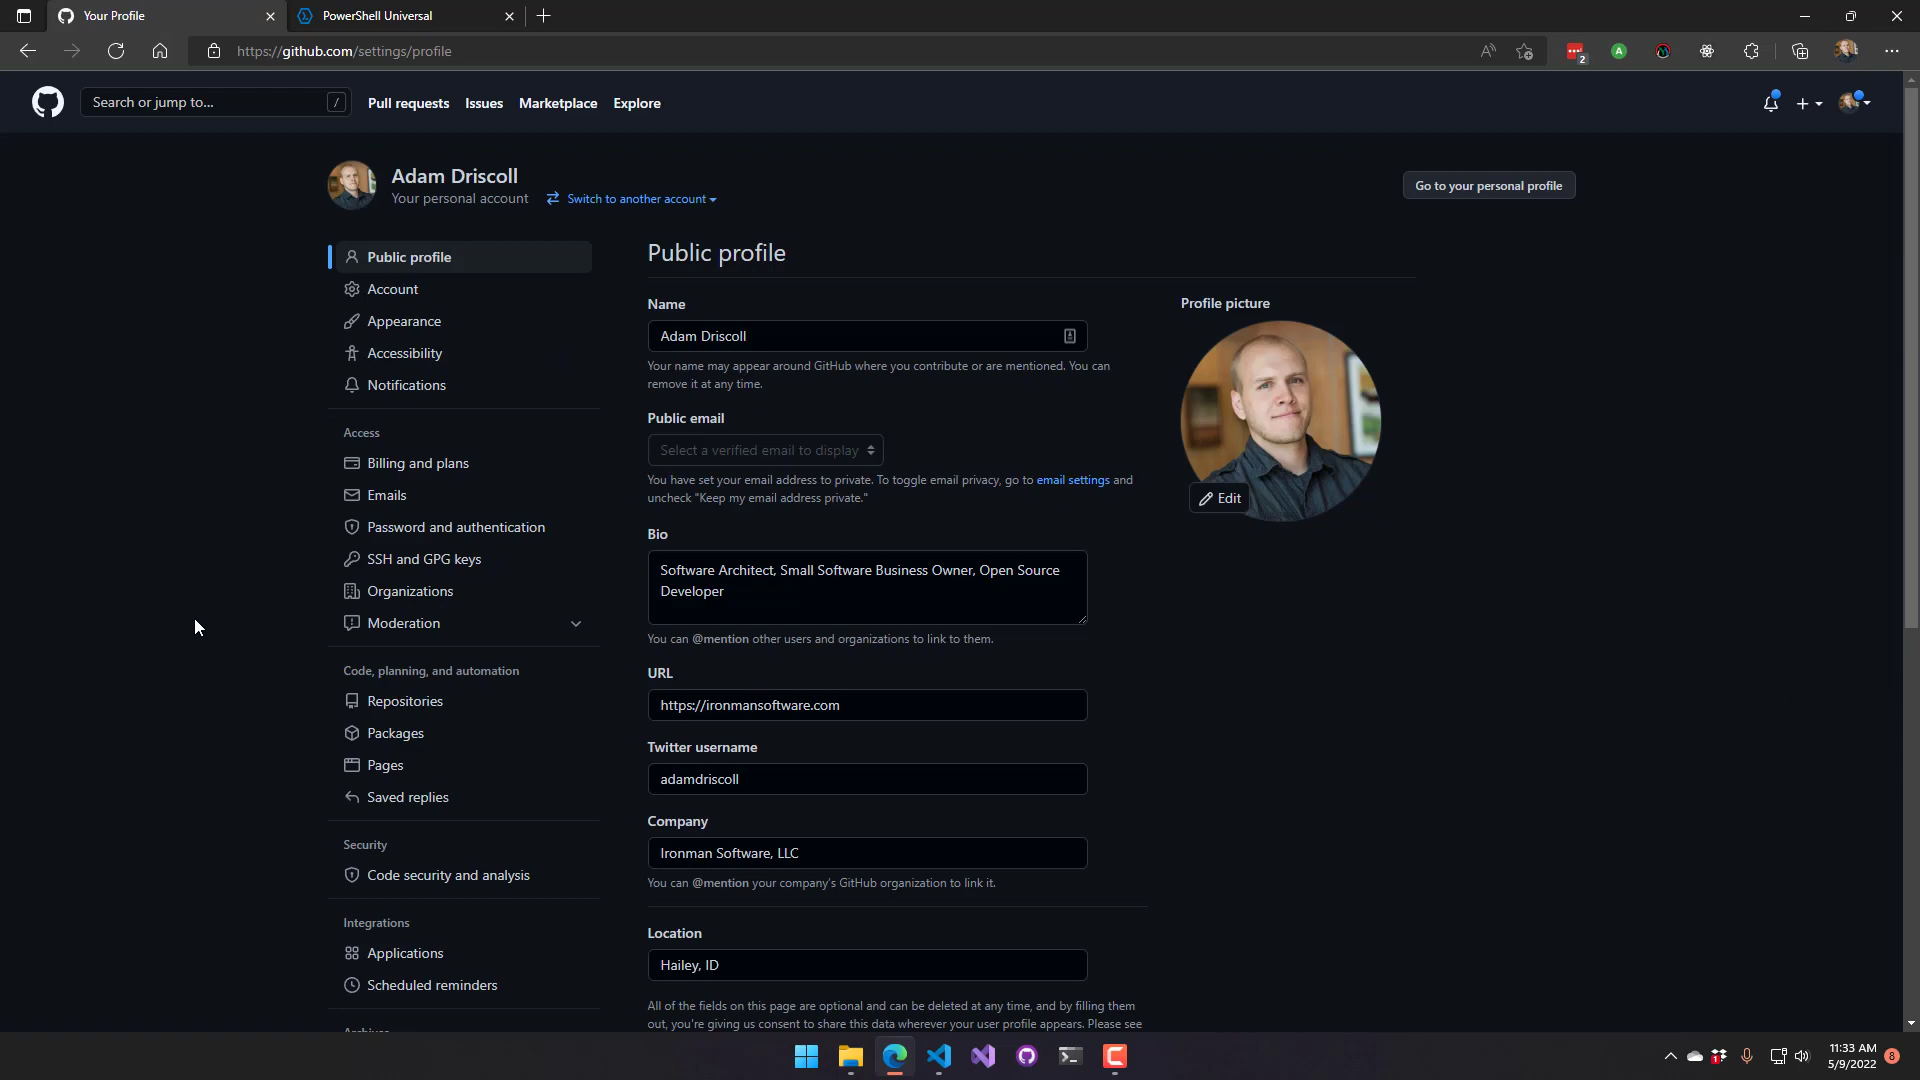 Your Profile
PowerShell Universal
https://github.com/settings/profile
2
A
Search or jump to...
/
Pull requests
Issues
Marketplace
Explore
Adam Driscoll
Your personal account
Switch to another account
Go to your personal profile
Public profile
Account
Appearance
Accessibility
Notifications
Access
Billing and plans
Emails
Password and authentication
SSH and GPG keys
Organizations
Moderation
Code, planning, and automation
Repositories
Packages
Pages
Saved replies
Security
Code security and analysis
Integrations
Applications
Scheduled reminders
Archives
Public profile
Name
Adam Driscoll
Your name may appear around GitHub where you contribute or are mentioned. You can
remove it at any time.
Public email
Select a verified email to display
You have set your email address to private. To toggle email privacy, go to email settings and
uncheck "Keep my email address private."
Bio
Software Architect, Small Software Business Owner, Open Source
Developer
You can @mention other users and organizations to link to them.
URL
https://ironmansoftware.com
Twitter username
adamdriscoll
Company
Ironman Software, LLC
You can @mention your company's GitHub organization to link it.
Location
Hailey, ID
All of the fields on this page are optional and can be deleted at any time, and by filling them
out, you're giving us consent to share this data wherever your user profile appears. Please see
Profile picture
Edit
1
11:33 AM
5/9/2022
8